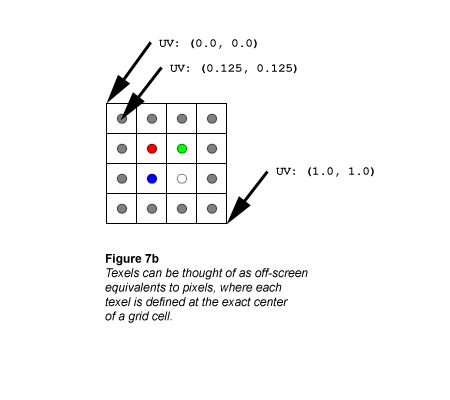 UV: (0.0, 0.0)
UV: (0.125, 0.125)
UV: (1.0, 1.0)
Figure 7b
Texels can be thought of as off-screen
equivalents to pixels, where each
texel is defined at the exact center
of a grid cell.